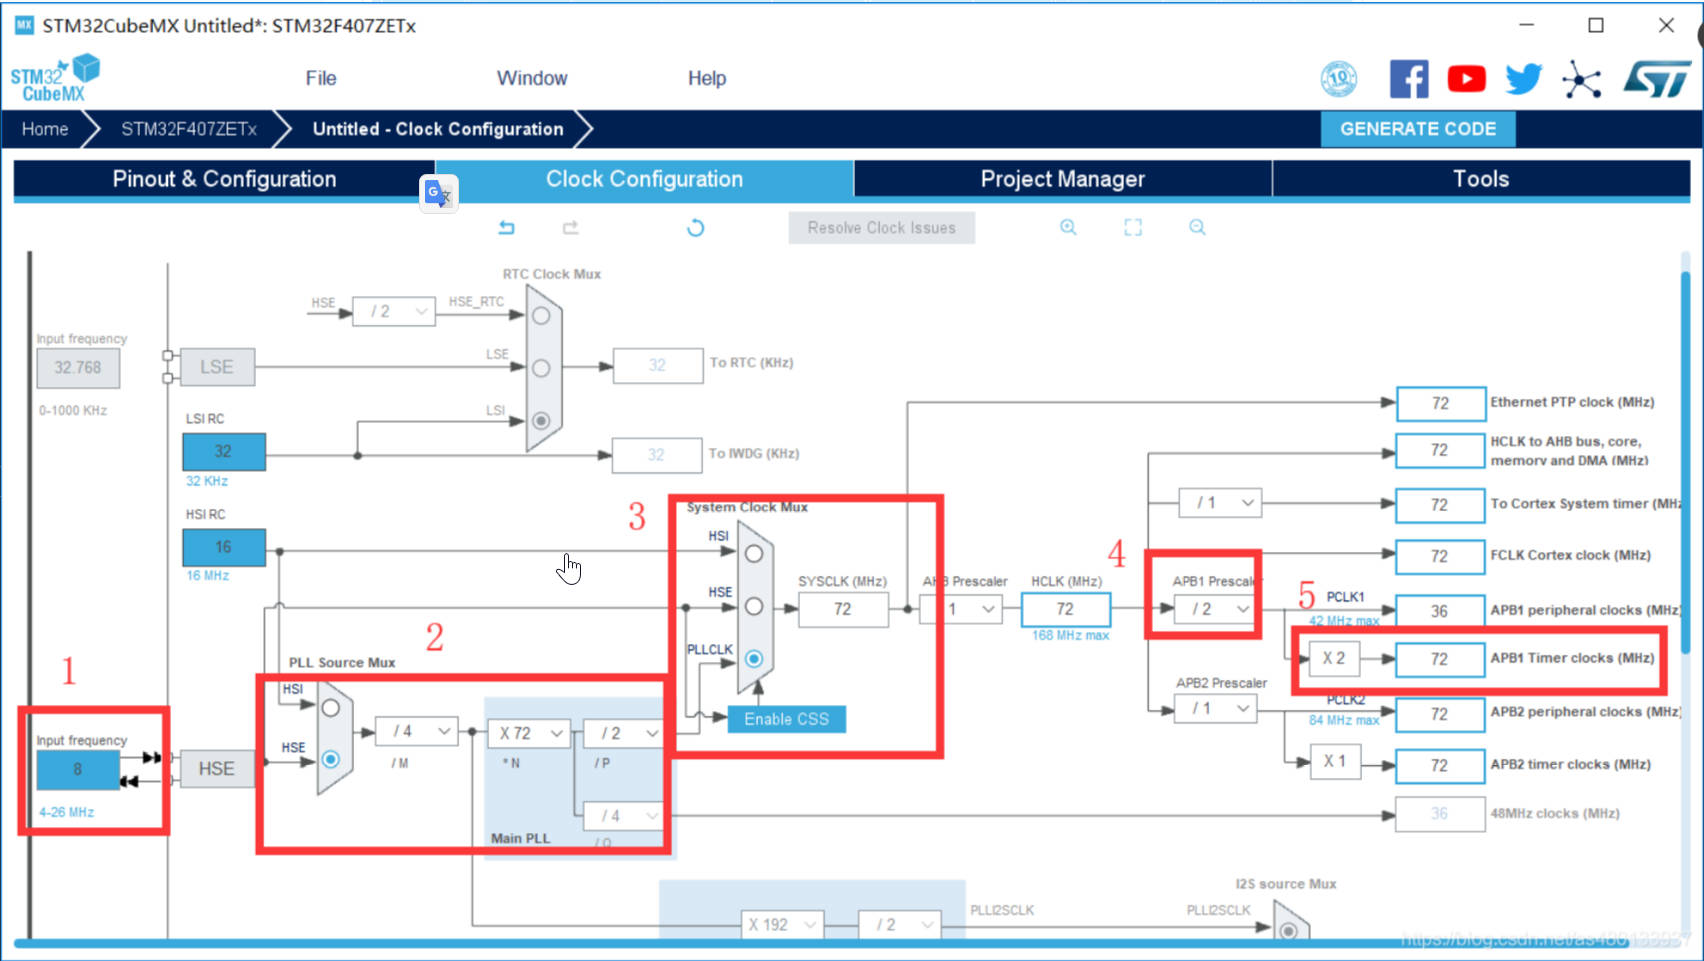 MX STM32CubeMX Untitled*: STM32F407ZETx
STM32
CubeMX
File
Window
Help
10
ST
Home
STM32F407ZETx
Untitled - Clock Configuration
GENERATE CODE
Pinout & Configuration
Clock Configuration
Project Manager
Tools
G
Resolve Clock Issues
RTC Clock Mux
HSE
/ 2
HSE_RTC
Input frequency
32.768
0-1000 KHz
LSE
LSE
32
To RTC (KHz)
LSI RC
LSI
32
32 KHz
32
To IWDG (KHz)
72
Ethernet PTP clock (MHz)
72
HCLK to AHB bus, core,
memory and DMA (MHz)
/ 1
72
To Cortex System timer (MHz
72
FCLK Cortex clock (MHz)
HSI RC
16
16 MHz
3
System Clock Mux
HSI
HSE
PLLCLK
Enable CSS
SYSCLK (MHz)
72
AHB Prescaler
/ 1
HCLK (MHz)
72
168 MHz max
4
APB1 Prescaler
/ 2
5
PCLK1
42 MHz max
36
APB1 peripheral clocks (MHz
X 2
72
APB1 Timer clocks (MHz)
APB2 Prescaler
/ 1
PCLK2
84 MHz max
72
APB2 peripheral clocks (MHz
X 1
72
APB2 timer clocks (MHz)
36
48MHz clocks (MHz)
1
Input frequency
8
4-26 MHz
HSE
2
PLL Source Mux
HSI
HSE
/ 4
/ M
X 72
* N
/ 2
/ P
/ 4
/ Q
Main PLL
X 192
/ 2
PLLI2SCLK
I2S source Mux
PLLI2SCLK